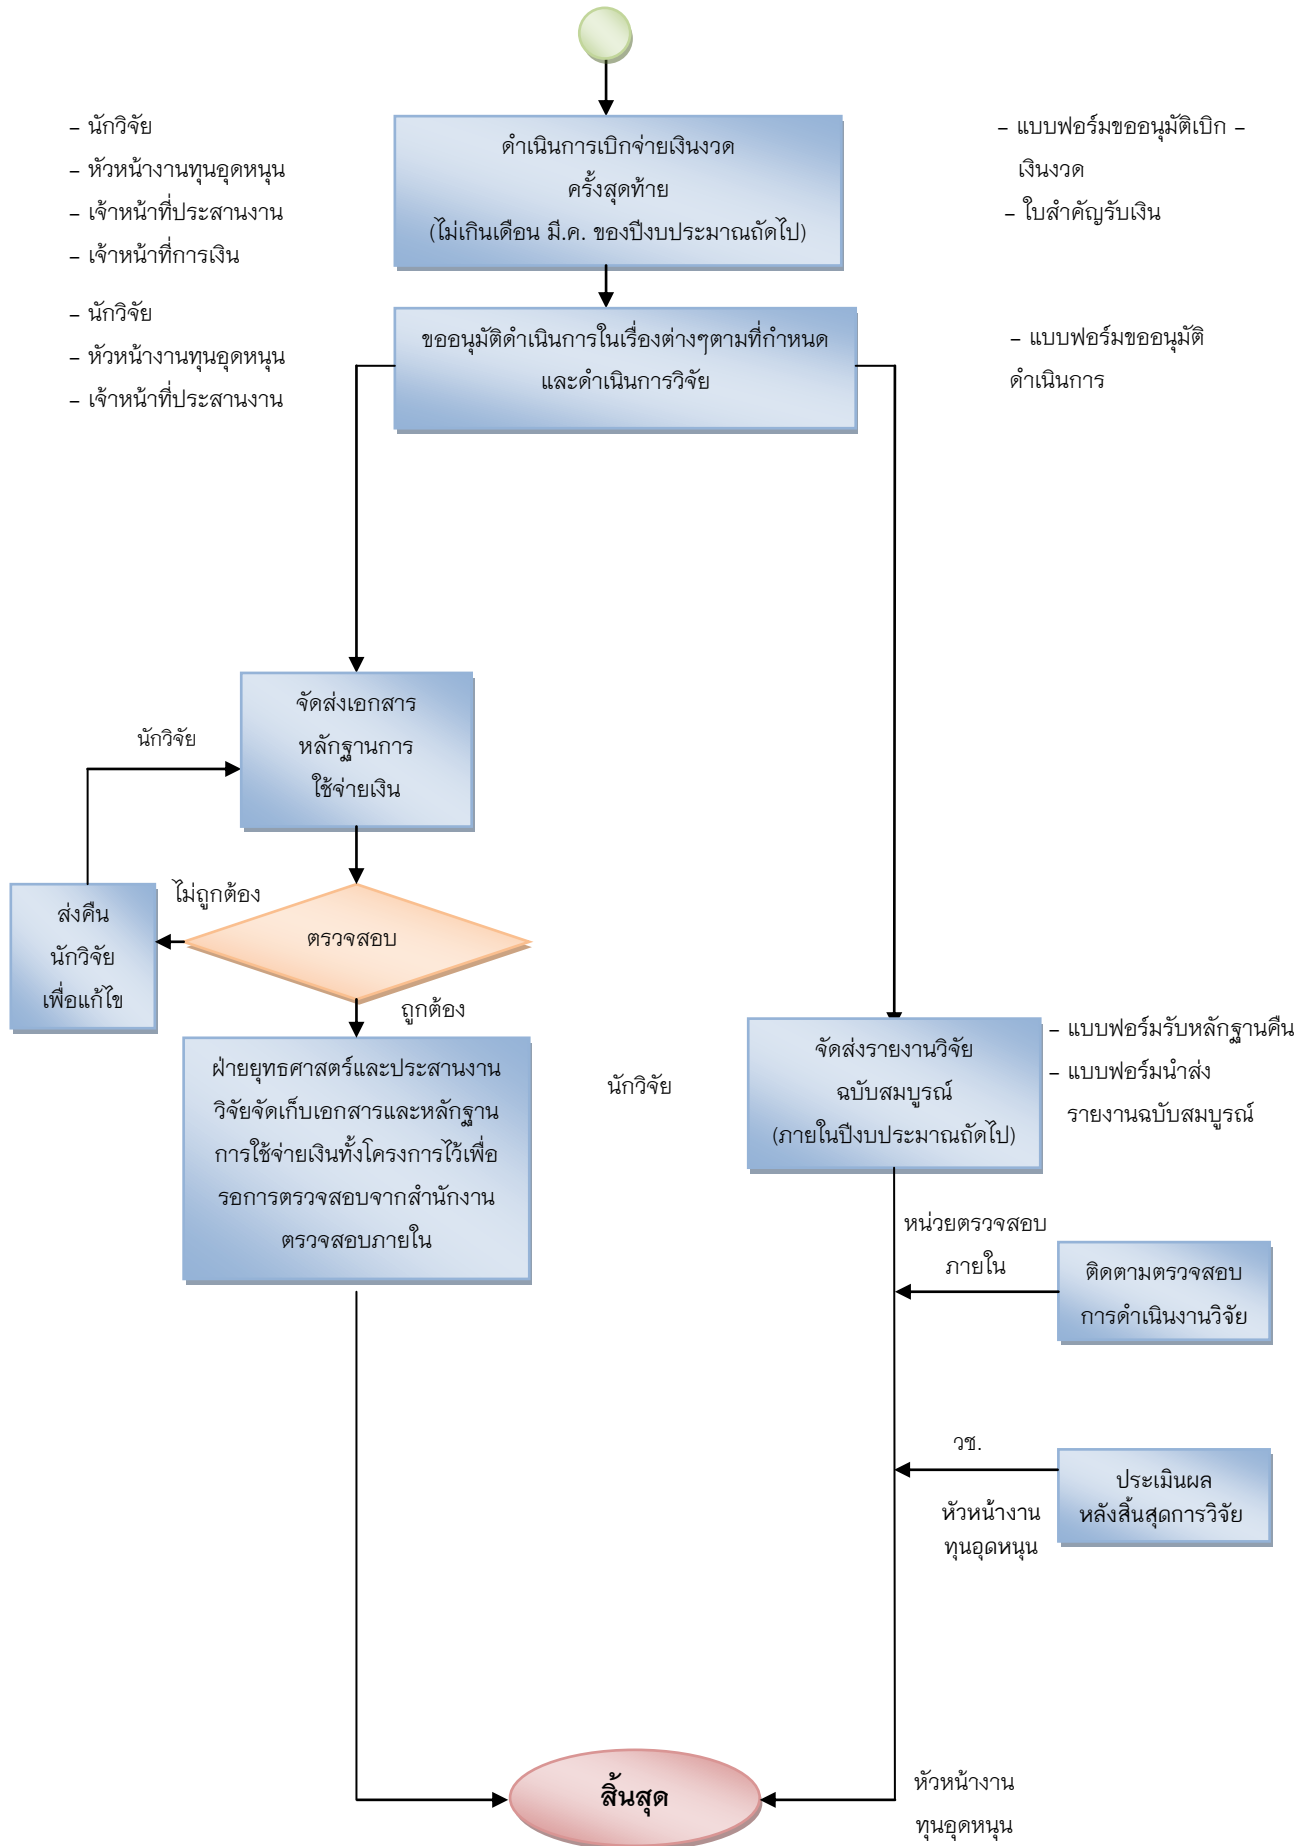 – นักวิจัย
– หัวหน้างานทุนอุดหนุน
– เจ้าหน้าที่ประสานงาน
– เจ้าหน้าที่การเงิน
ดำเนินการเบิกจ่ายเงินงวด
ครั้งสุดท้าย
(ไม่เกินเดือน มี.ค. ของปีงบประมาณถัดไป)
– แบบฟอร์มขออนุมัติเบิก –
เงินงวด
– ใบสำคัญรับเงิน
– นักวิจัย
– หัวหน้างานทุนอุดหนุน
– เจ้าหน้าที่ประสานงาน
ขออนุมัติดำเนินการในเรื่องต่างๆตามที่กำหนด
และดำเนินการวิจัย
– แบบฟอร์มขออนุมัติ
ดำเนินการ
จัดส่งเอกสาร
หลักฐานการ
ใช้จ่ายเงิน
นักวิจัย
ไม่ถูกต้อง
ส่งคืน
นักวิจัย
เพื่อแก้ไข
ตรวจสอบ
ถูกต้อง
ฝ่ายยุทธศาสตร์และประสานงาน
วิจัยจัดเก็บเอกสารและหลักฐาน
การใช้จ่ายเงินทั้งโครงการไว้เพื่อ
รอการตรวจสอบจากสำนักงาน
ตรวจสอบภายใน
นักวิจัย
จัดส่งรายงานวิจัย
ฉบับสมบูรณ์
(ภายในปีงบประมาณถัดไป)
– แบบฟอร์มรับหลักฐานคืน
– แบบฟอร์มนำส่ง
รายงานฉบับสมบูรณ์
หน่วยตรวจสอบ
ภายใน
ติดตามตรวจสอบ
การดำเนินงานวิจัย
วช.
ประเมินผล
หลังสิ้นสุดการวิจัย
หัวหน้างาน
ทุนอุดหนุน
สิ้นสุด
หัวหน้างาน
ทุนอุดหนุน